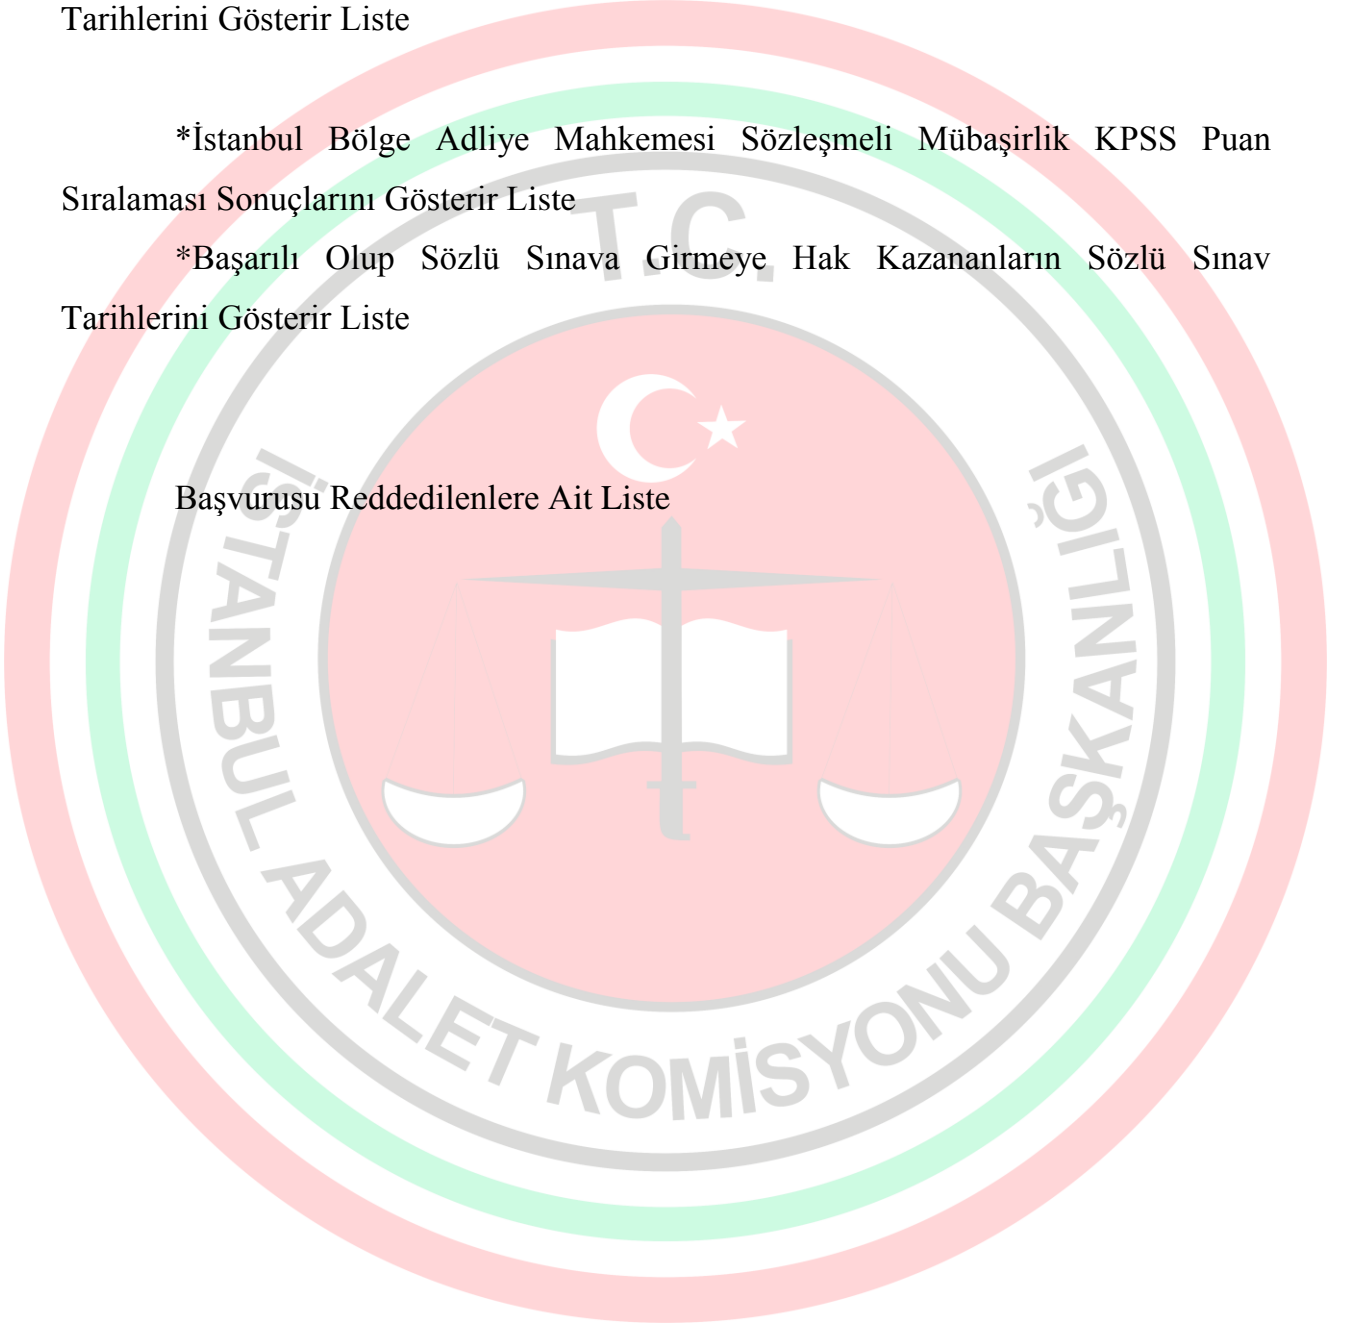 Tarihlerini Gösterir Liste
*İstanbul Bölge Adliye Mahkemesi Sözleşmeli Mübaşirlik KPSS Puan
Sıralaması Sonuçlarını Gösterir Liste
*Başarılı Olup Sözlü Sınava Girmeye Hak Kazananların Sözlü Sınav
Tarihlerini Gösterir Liste
Başvurusu Reddedilenlere Ait Liste
T.C.
İSTANBUL ADALET KOMİSYONU BAŞKANLIĞI